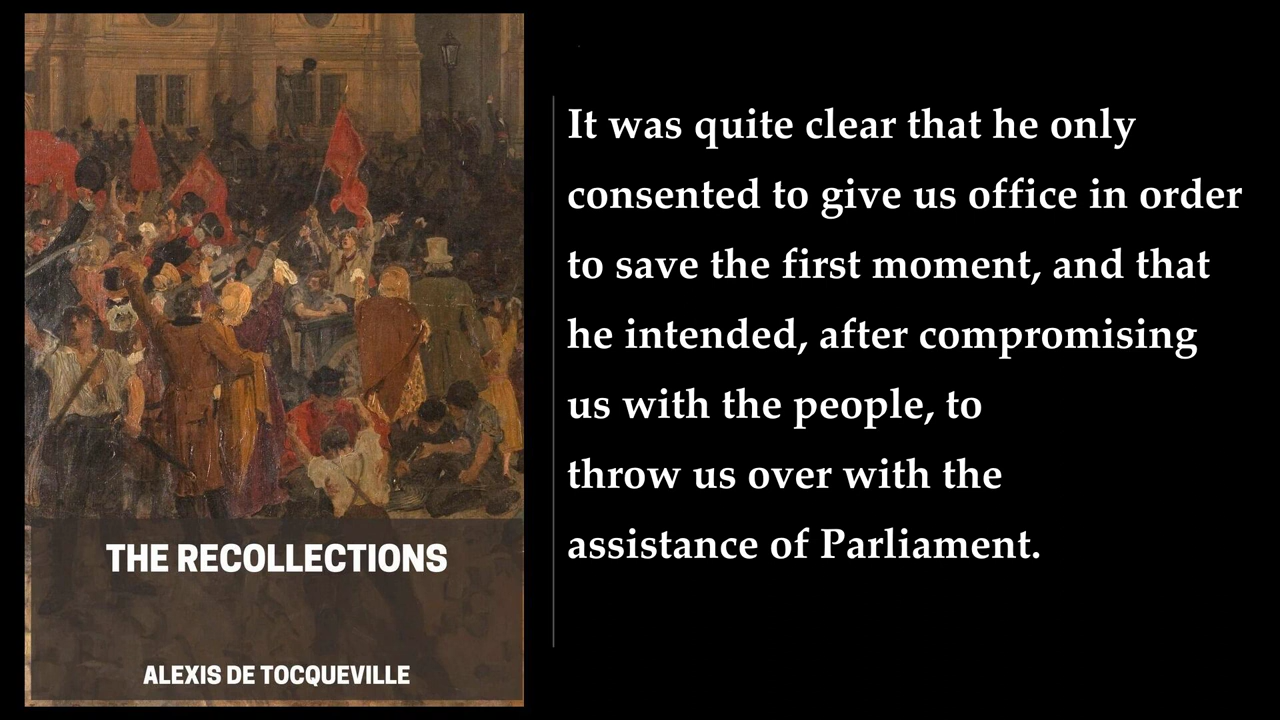 THE RECOLLECTIONS
ALEXIS DE TOCQUEVILLE
It was quite clear that he only
consented to give us office in order
to save the first moment, and that
he intended, after compromising
us with the people, to
throw us over with the
assistance of Parliament.